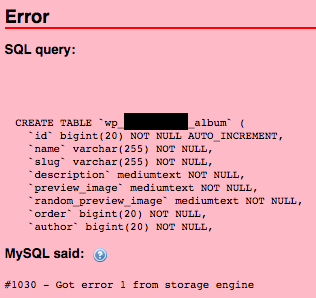 Error
SQL query:
CREATE TABLE `wp_ _album` (
`id` bigint(20) NOT NULL AUTO_INCREMENT,
`name` varchar(255) NOT NULL,
`slug` varchar(255) NOT NULL,
`description` mediumtext NOT NULL,
`preview_image` mediumtext NOT NULL,
`random_preview_image` mediumtext NOT NULL,
`order` bigint(20) NOT NULL,
`author` bigint(20) NOT NULL,
MySQL said: ?
#1030 - Got error 1 from storage engine